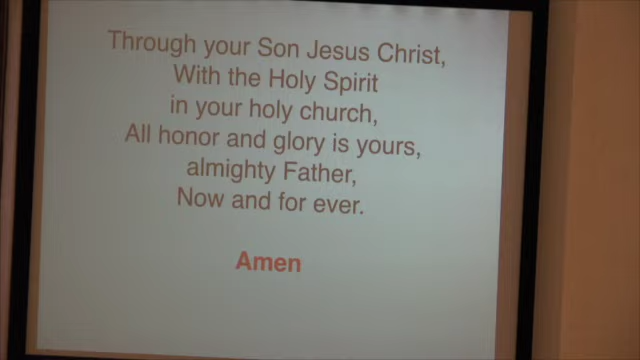 Through your Son Jesus Christ,
With the Holy Spirit
in your holy church,
All honor and glory is yours,
almighty Father,
Now and for ever.
Amen